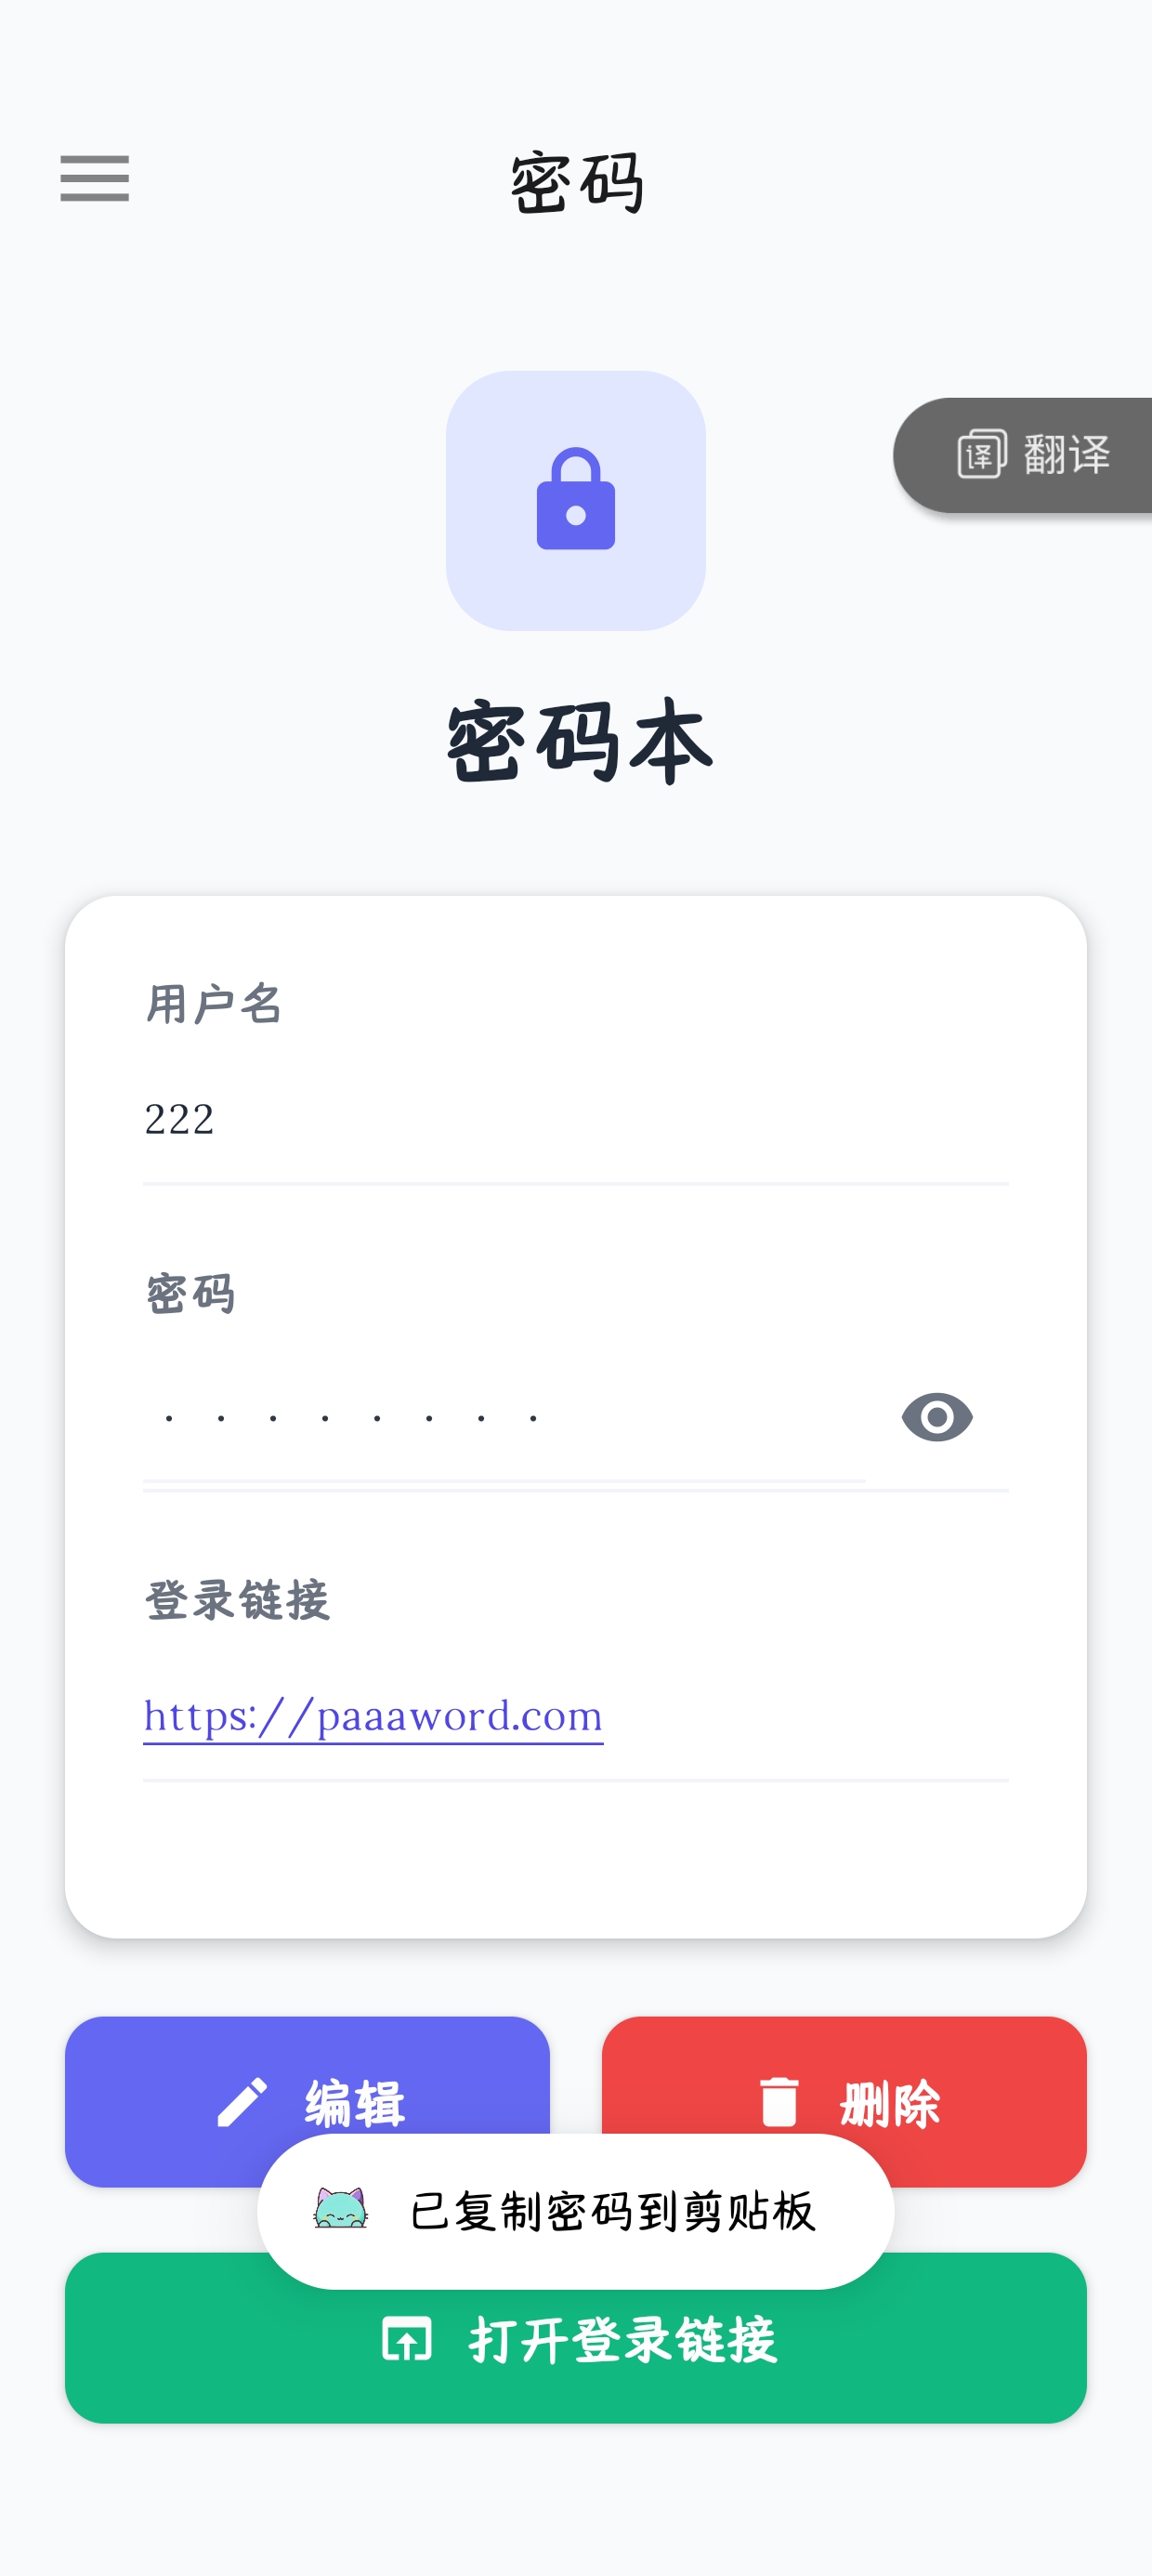 密码
译 翻译
密码本
用户名
222
密码
· · · · · · · ·
登录链接
https://paaaword.com
编辑
删除
已复制密码到剪贴板
打开登录链接